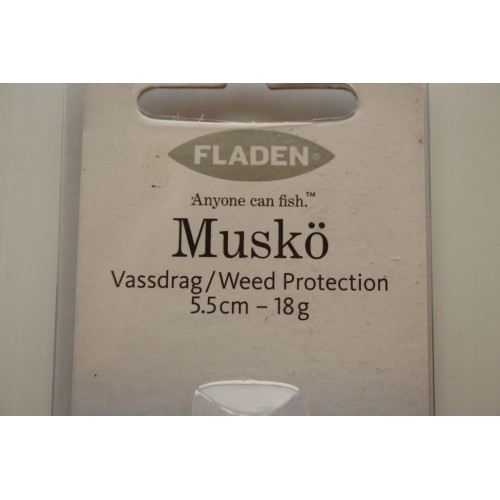 FLADEN®
Anyone can fish.™
Muskö
Vassdrag/Weed Protection
5.5cm – 18g